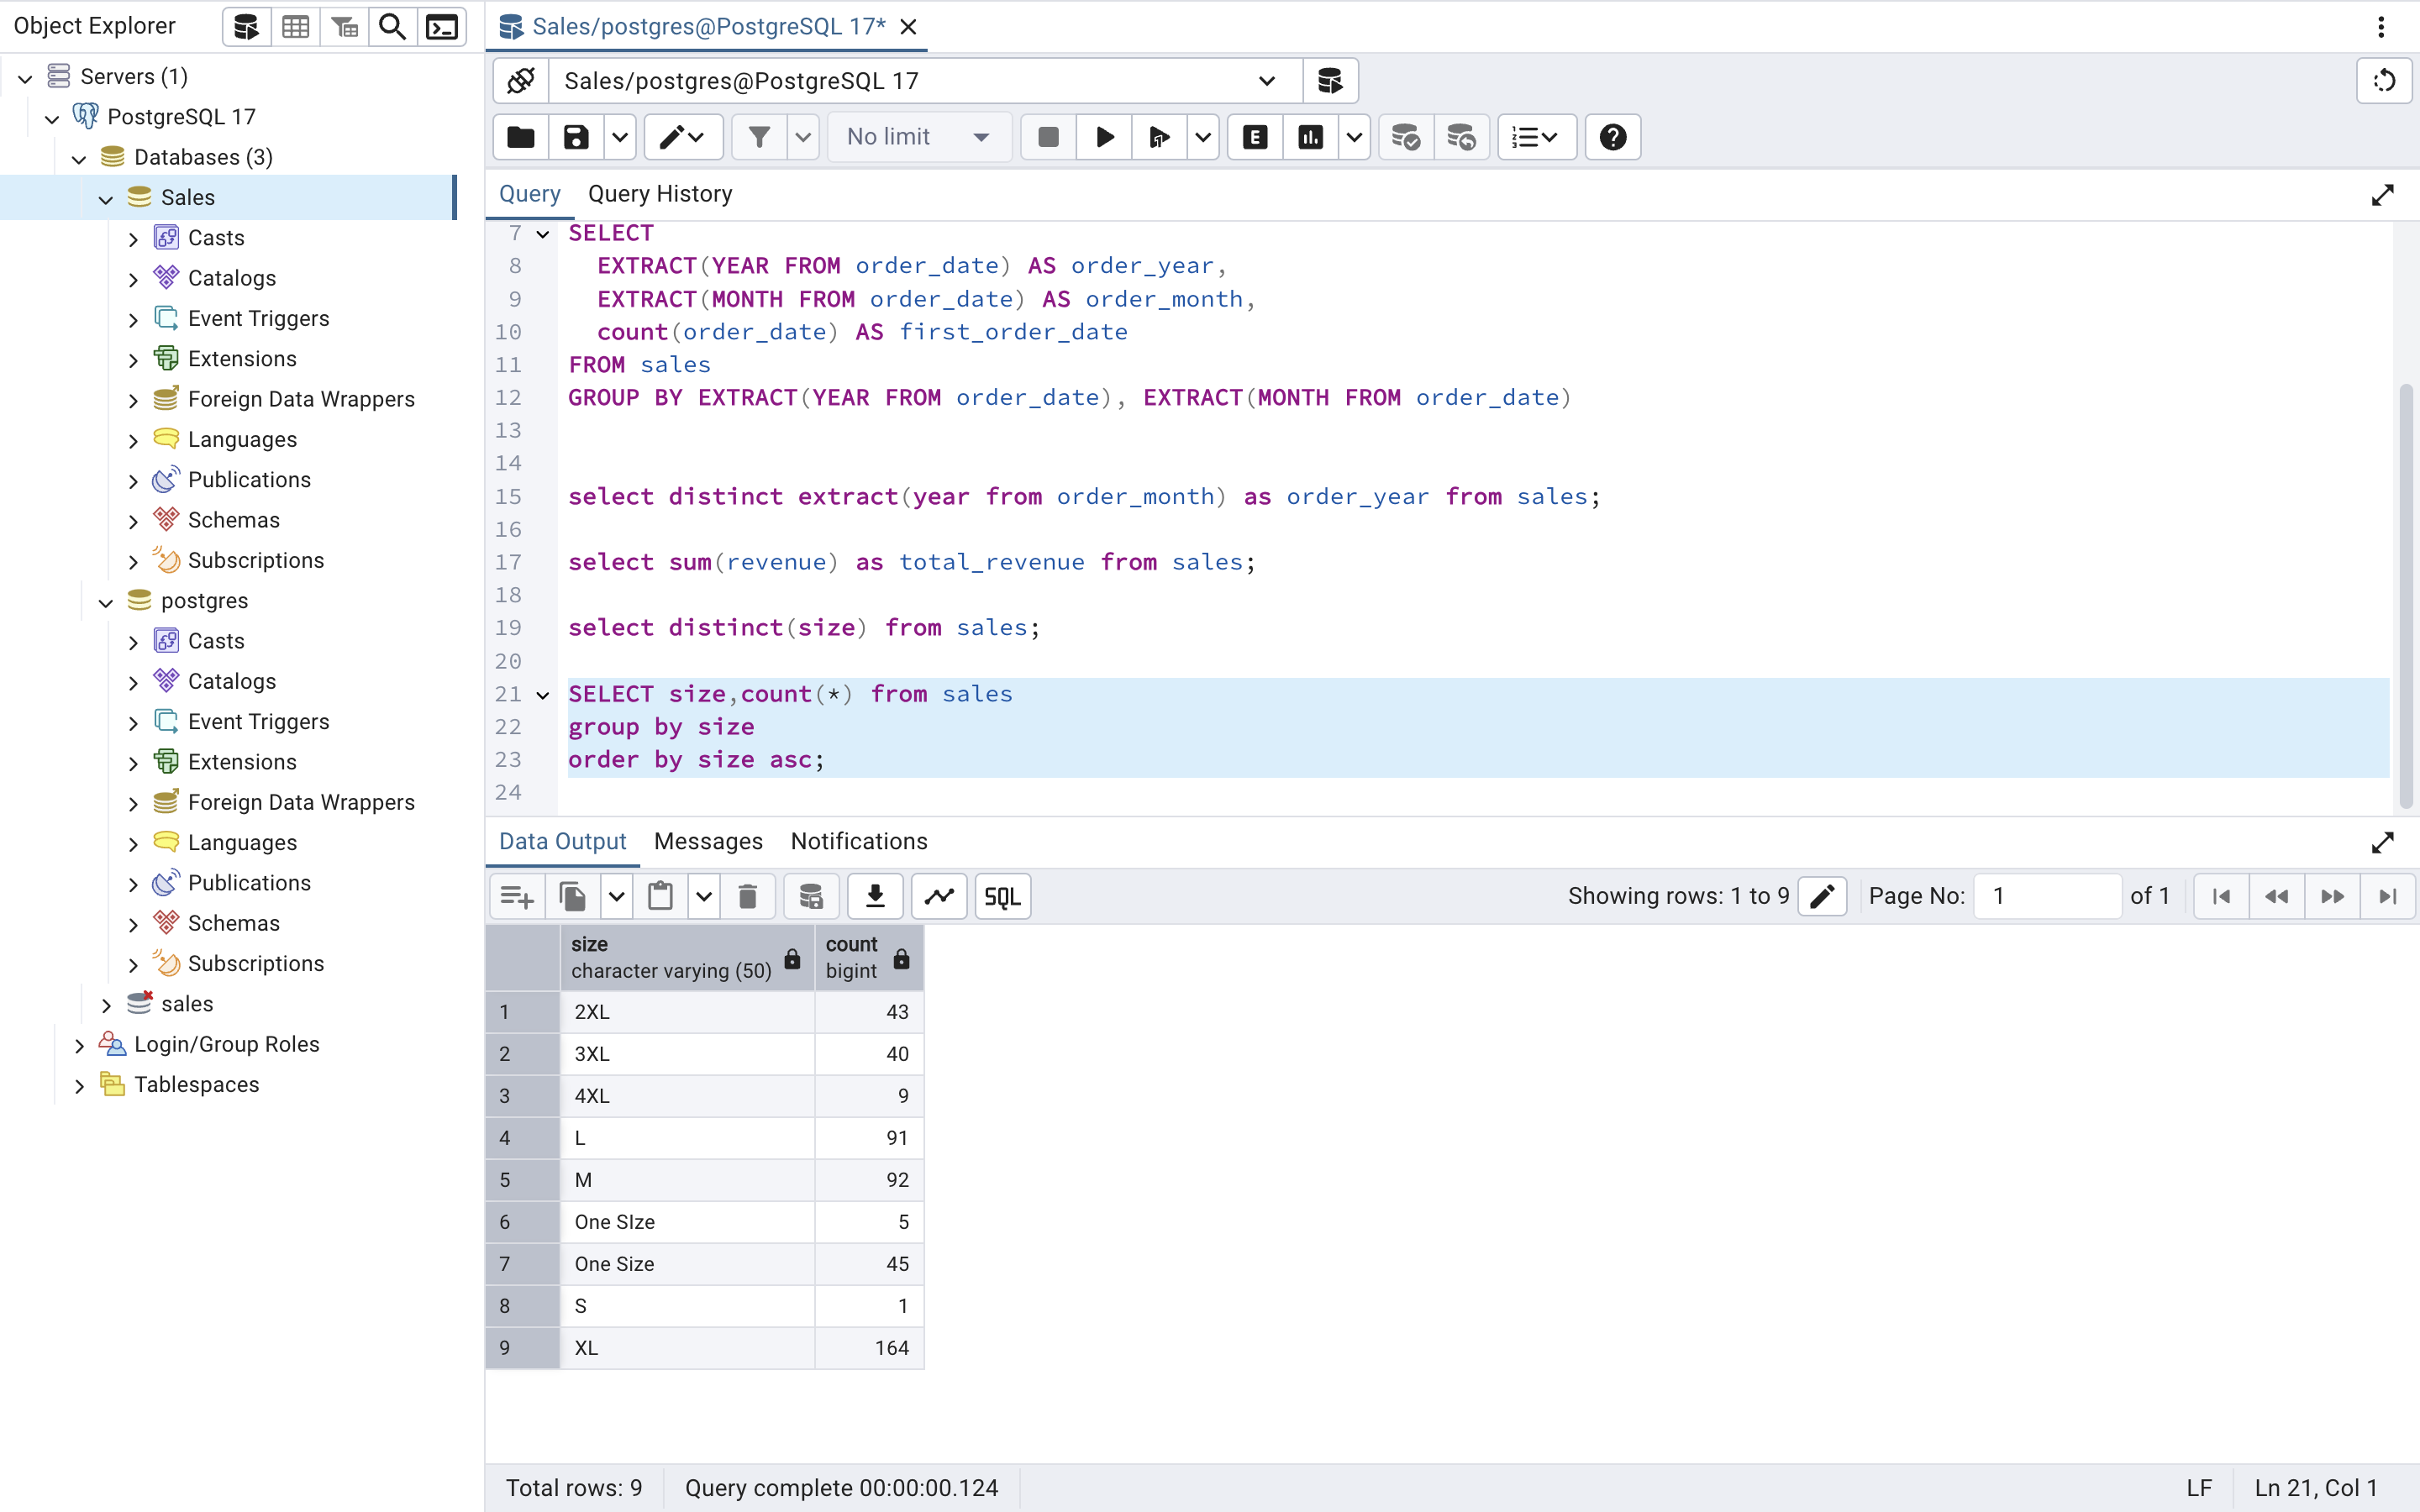 Object Explorer
Servers (1)
PostgreSQL 17
Databases (3)
Sales
Casts
Catalogs
Event Triggers
Extensions
Foreign Data Wrappers
Languages
Publications
Schemas
Subscriptions
postgres
Casts
Catalogs
Event Triggers
Extensions
Foreign Data Wrappers
Languages
Publications
Schemas
Subscriptions
sales
Login/Group Roles
Tablespaces
Sales/postgres@PostgreSQL 17*
Sales/postgres@PostgreSQL 17
No limit
E
Query Query History
7 SELECT
8 EXTRACT(YEAR FROM order_date) AS order_year,
9 EXTRACT(MONTH FROM order_date) AS order_month,
10 count(order_date) AS first_order_date
11 FROM sales
12 GROUP BY EXTRACT(YEAR FROM order_date), EXTRACT(MONTH FROM order_date)
13
14
15 select distinct extract(year from order_month) as order_year from sales;
16
17 select sum(revenue) as total_revenue from sales;
18
19 select distinct(size) from sales;
20
21 SELECT size,count(*) from sales
22 group by size
23 order by size asc;
24
Data Output Messages Notifications
SQL Showing rows: 1 to 9 Page No: 1 of 1
size count
character varying (50) bigint
1 2XL 43
2 3XL 40
3 4XL 9
4 L 91
5 M 92
6 One SIze 5
7 One Size 45
8 S 1
9 XL 164
Total rows: 9 Query complete 00:00:00.124 LF Ln 21, Col 1